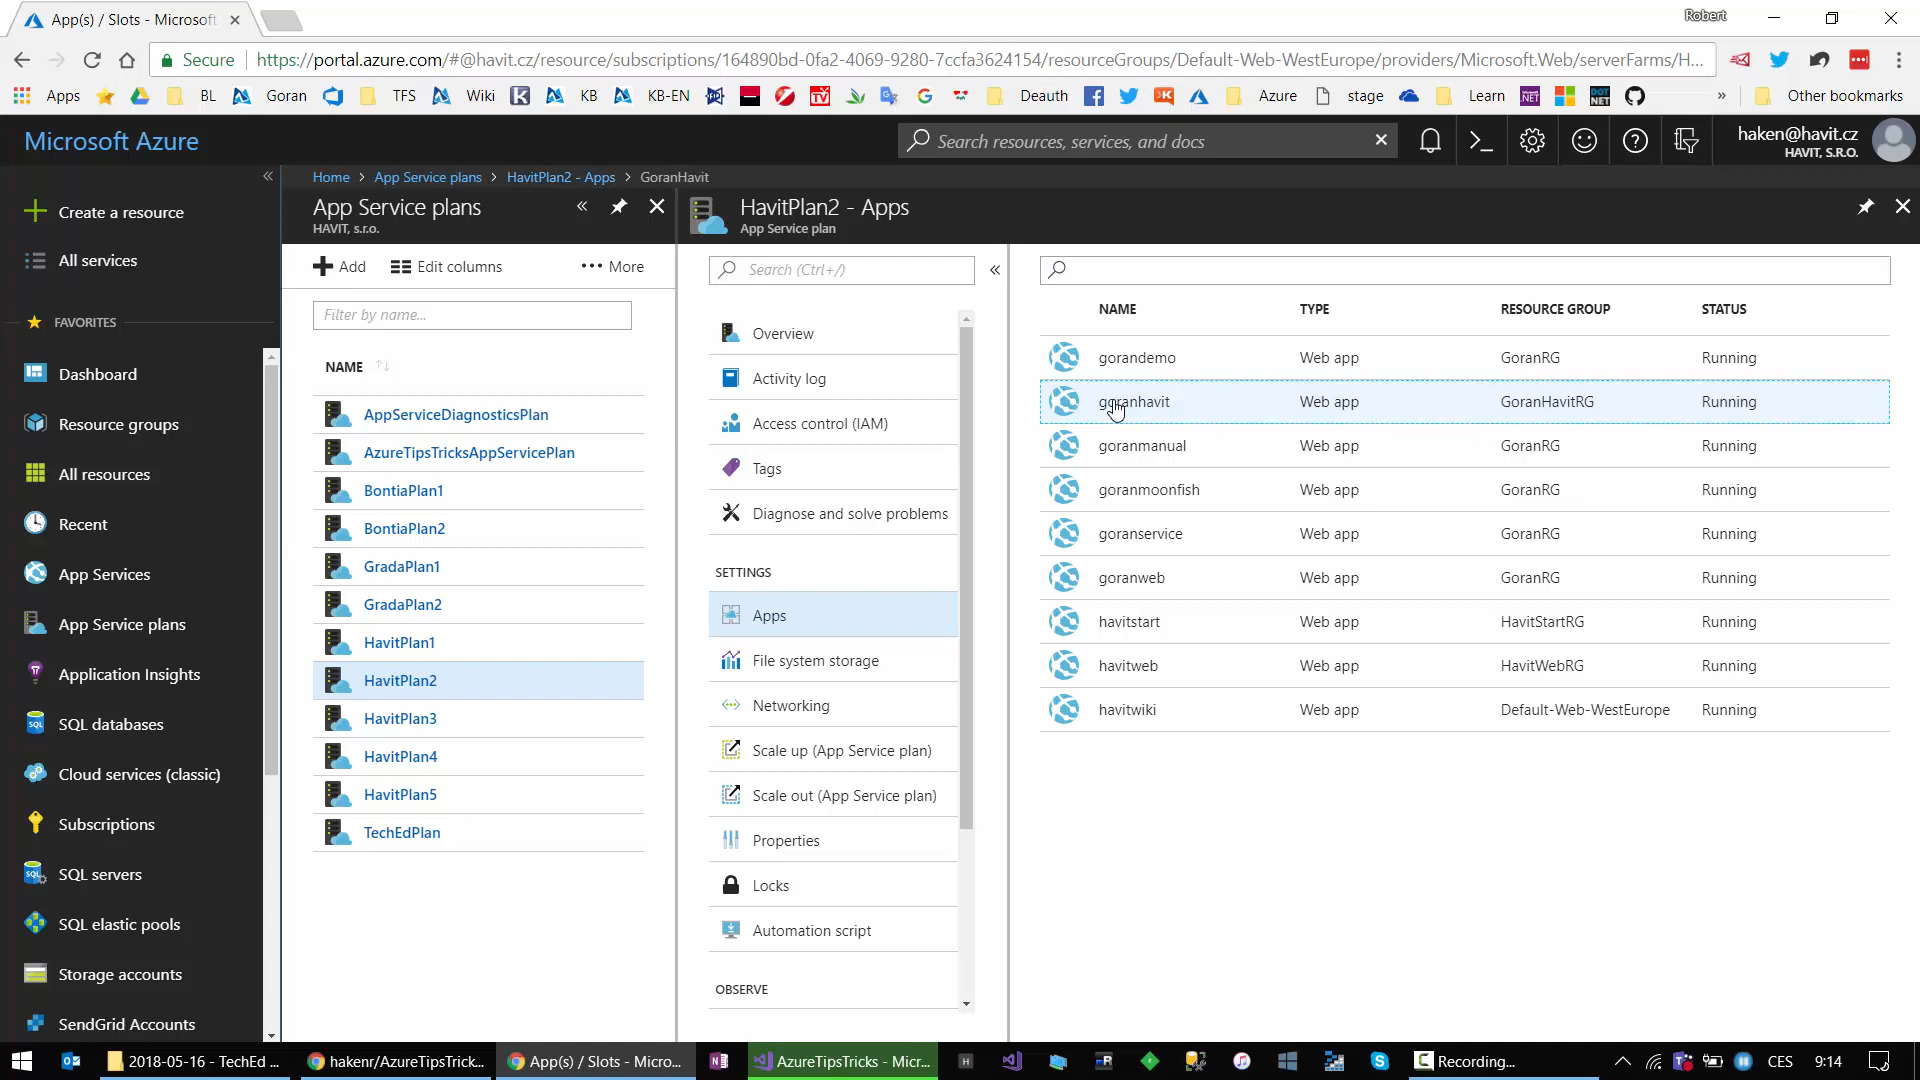 App(s) / Slots - Microsoft
Robert
Secure
https://portal.azure.com/#@havit.cz/resource/subscriptions/164890bd-0fa2-4069-9280-7ccfa3624154/resourceGroups/Default-Web-WestEurope/providers/Microsoft.Web/serverFarms/H...
Apps BL Goran TFS Wiki KB KB-EN Deauth Azure stage Learn » Other bookmarks
Microsoft Azure
Search resources, services, and docs
haken@havit.cz
HAVIT, S.R.O.
Home > App Service plans > HavitPlan2 - Apps > GoranHavit
Create a resource
All services
FAVORITES
Dashboard
Resource groups
All resources
Recent
App Services
App Service plans
Application Insights
SQL databases
Cloud services (classic)
Subscriptions
SQL servers
SQL elastic pools
Storage accounts
SendGrid Accounts
App Service plans
HAVIT, s.r.o.
Add Edit columns ••• More
Filter by name...
NAME
AppServiceDiagnosticsPlan
AzureTipsTricksAppServicePlan
BontiaPlan1
BontiaPlan2
GradaPlan1
GradaPlan2
HavitPlan1
HavitPlan2
HavitPlan3
HavitPlan4
HavitPlan5
TechEdPlan
HavitPlan2 - Apps
App Service plan
Search (Ctrl+/)
Overview
Activity log
Access control (IAM)
Tags
Diagnose and solve problems
SETTINGS
Apps
File system storage
Networking
Scale up (App Service plan)
Scale out (App Service plan)
Properties
Locks
Automation script
OBSERVE
NAME TYPE RESOURCE GROUP STATUS
gorandemo Web app GoranRG Running
goranhavit Web app GoranHavitRG Running
goranmanual Web app GoranRG Running
goranmoonfish Web app GoranRG Running
goranservice Web app GoranRG Running
goranweb Web app GoranRG Running
havitstart Web app HavitStartRG Running
havitweb Web app HavitWebRG Running
havitwiki Web app Default-Web-WestEurope Running
2018-05-16 - TechEd ... hakenr/AzureTipsTrick... App(s) / Slots - Micro... AzureTipsTricks - Micr... Recording... CES 9:14